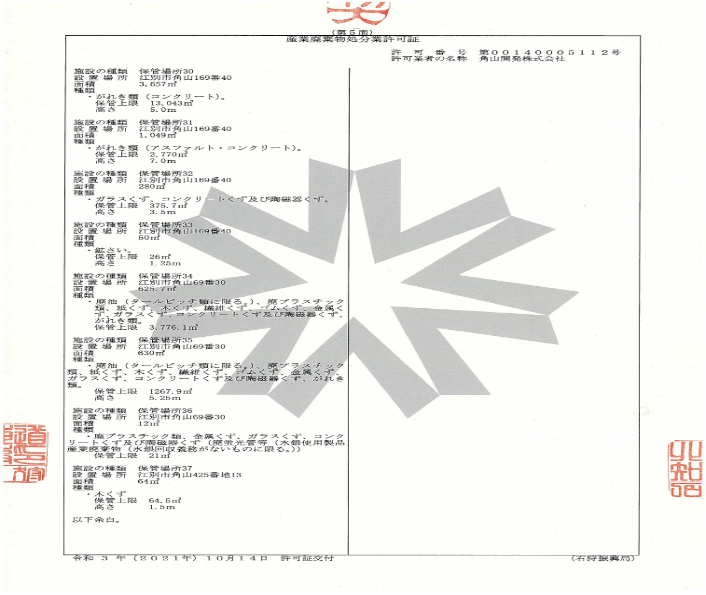 (第5面)
産業廃棄物処分業許可証
許可番号 第00140005112号
許可業者の名称 角山開発株式会社
施設の種類 保管場所30
設置場所 江別市角山169番40
面積 3,657㎡
種類
・がれき類(コンクリート)。
保管上限 13,043㎥
高さ 5.0m
施設の種類 保管場所31
設置場所 江別市角山169番40
面積 1,049㎡
種類
・がれき類(アスファルト・コンクリート)。
保管上限 2,770㎥
高さ 7.0m
施設の種類 保管場所32
設置場所 江別市角山169番40
面積 280㎡
種類
・ガラスくず、コンクリートくず及び陶磁器くず。
保管上限 375.7㎥
高さ 3.5m
施設の種類 保管場所33
設置場所 江別市角山169番40
面積 50㎡
種類
・鉱さい。
保管上限 26㎥
高さ 1.25m
施設の種類 保管場所34
設置場所 江別市角山69番30
面積 625.7㎡
種類
・廃油(タールピッチ類に限る。)、廃プラスチック
類、紙くず、木くず、繊維くず、ゴムくず、金属く
ず、ガラスくず、コンクリートくず及び陶磁器くず、
がれき類。
保管上限 3,776.1㎥
施設の種類 保管場所35
設置場所 江別市角山69番30
面積 630㎡
種類
・廃油(タールピッチ類に限る。)、廃プラスチック
類、紙くず、木くず、繊維くず、ゴムくず、金属くず、
ガラスくず、コンクリートくず及び陶磁器くず、がれき
類。
保管上限 1267.9㎥
高さ 5.25m
施設の種類 保管場所36
設置場所 江別市角山69番30
面積 12㎡
種類
・廃プラスチック類、金属くず、ガラスくず、コンク
リートくず及び陶磁器くず(廃蛍光管等(水銀使用製品
産業廃棄物(水銀回収義務がないものに限る。))
保管上限 21㎥
施設の種類 保管場所37
設置場所 江別市角山425番地13
面積 64㎡
種類
・木くず
保管上限 64.5㎥
高さ 1.5m
以下余白。
令和3年(2021年)10月14日 許可証交付
(石狩振興局)